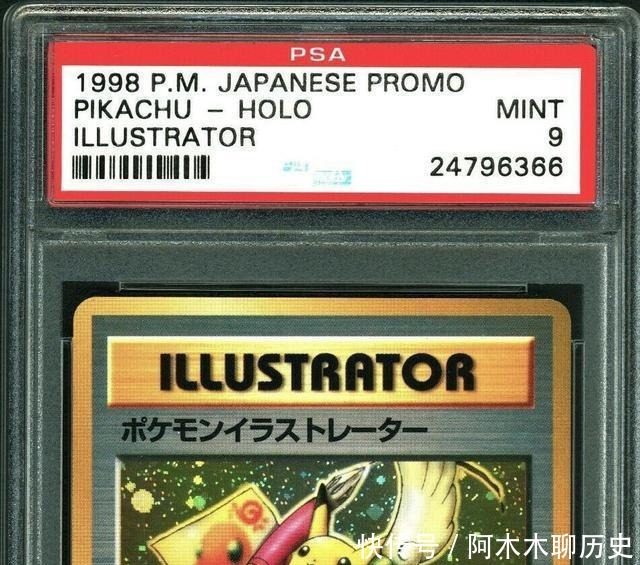 PSA
1998 P.M. JAPANESE PROMO
PIKACHU - HOLO MINT
ILLUSTRATOR 9
24796366
ILLUSTRATOR
ポケモンイラストレーター
快传号/阿木木聊历史